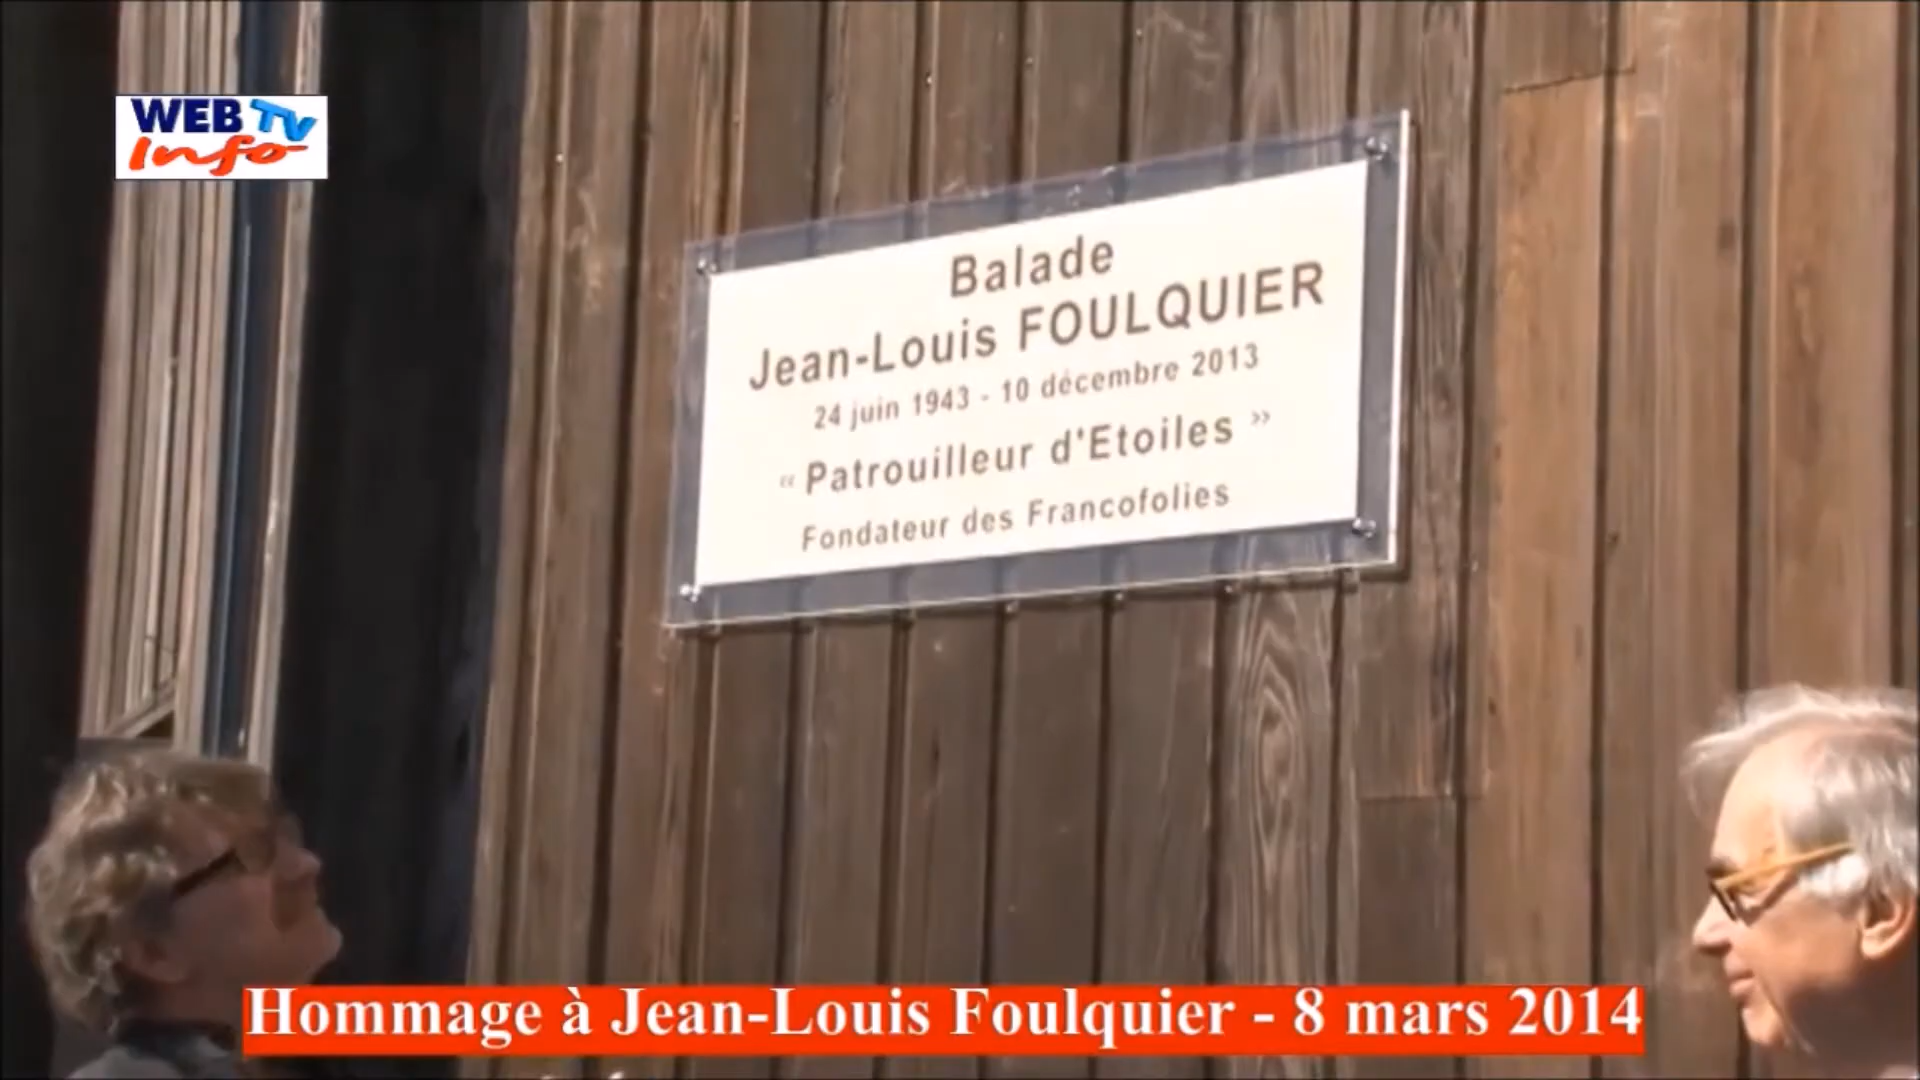 WEB TV
Info
Balade
Jean-Louis FOULQUIER
24 juin 1943 - 10 décembre 2013
« Patrouilleur d'Etoiles »
Fondateur des Francofolies
Hommage à Jean-Louis Foulquier - 8 mars 2014